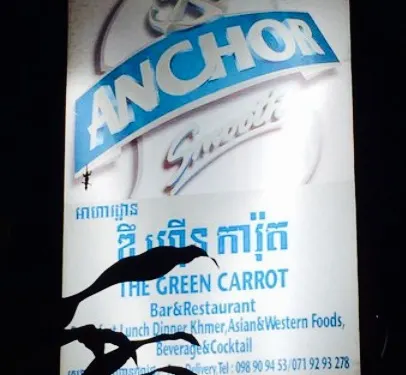 ANCHOR
Smooth
អាហារដ្ឋាន
ឌឹ ហ្គ្រីន ការ៉ុត
THE GREEN CARROT
Bar&Restaurant
Lunch Dinner Khmer,Asian&Western Foods,
Beverage&Cocktail
Delivery.Tel : 098 90 94 53/071 92 93 278